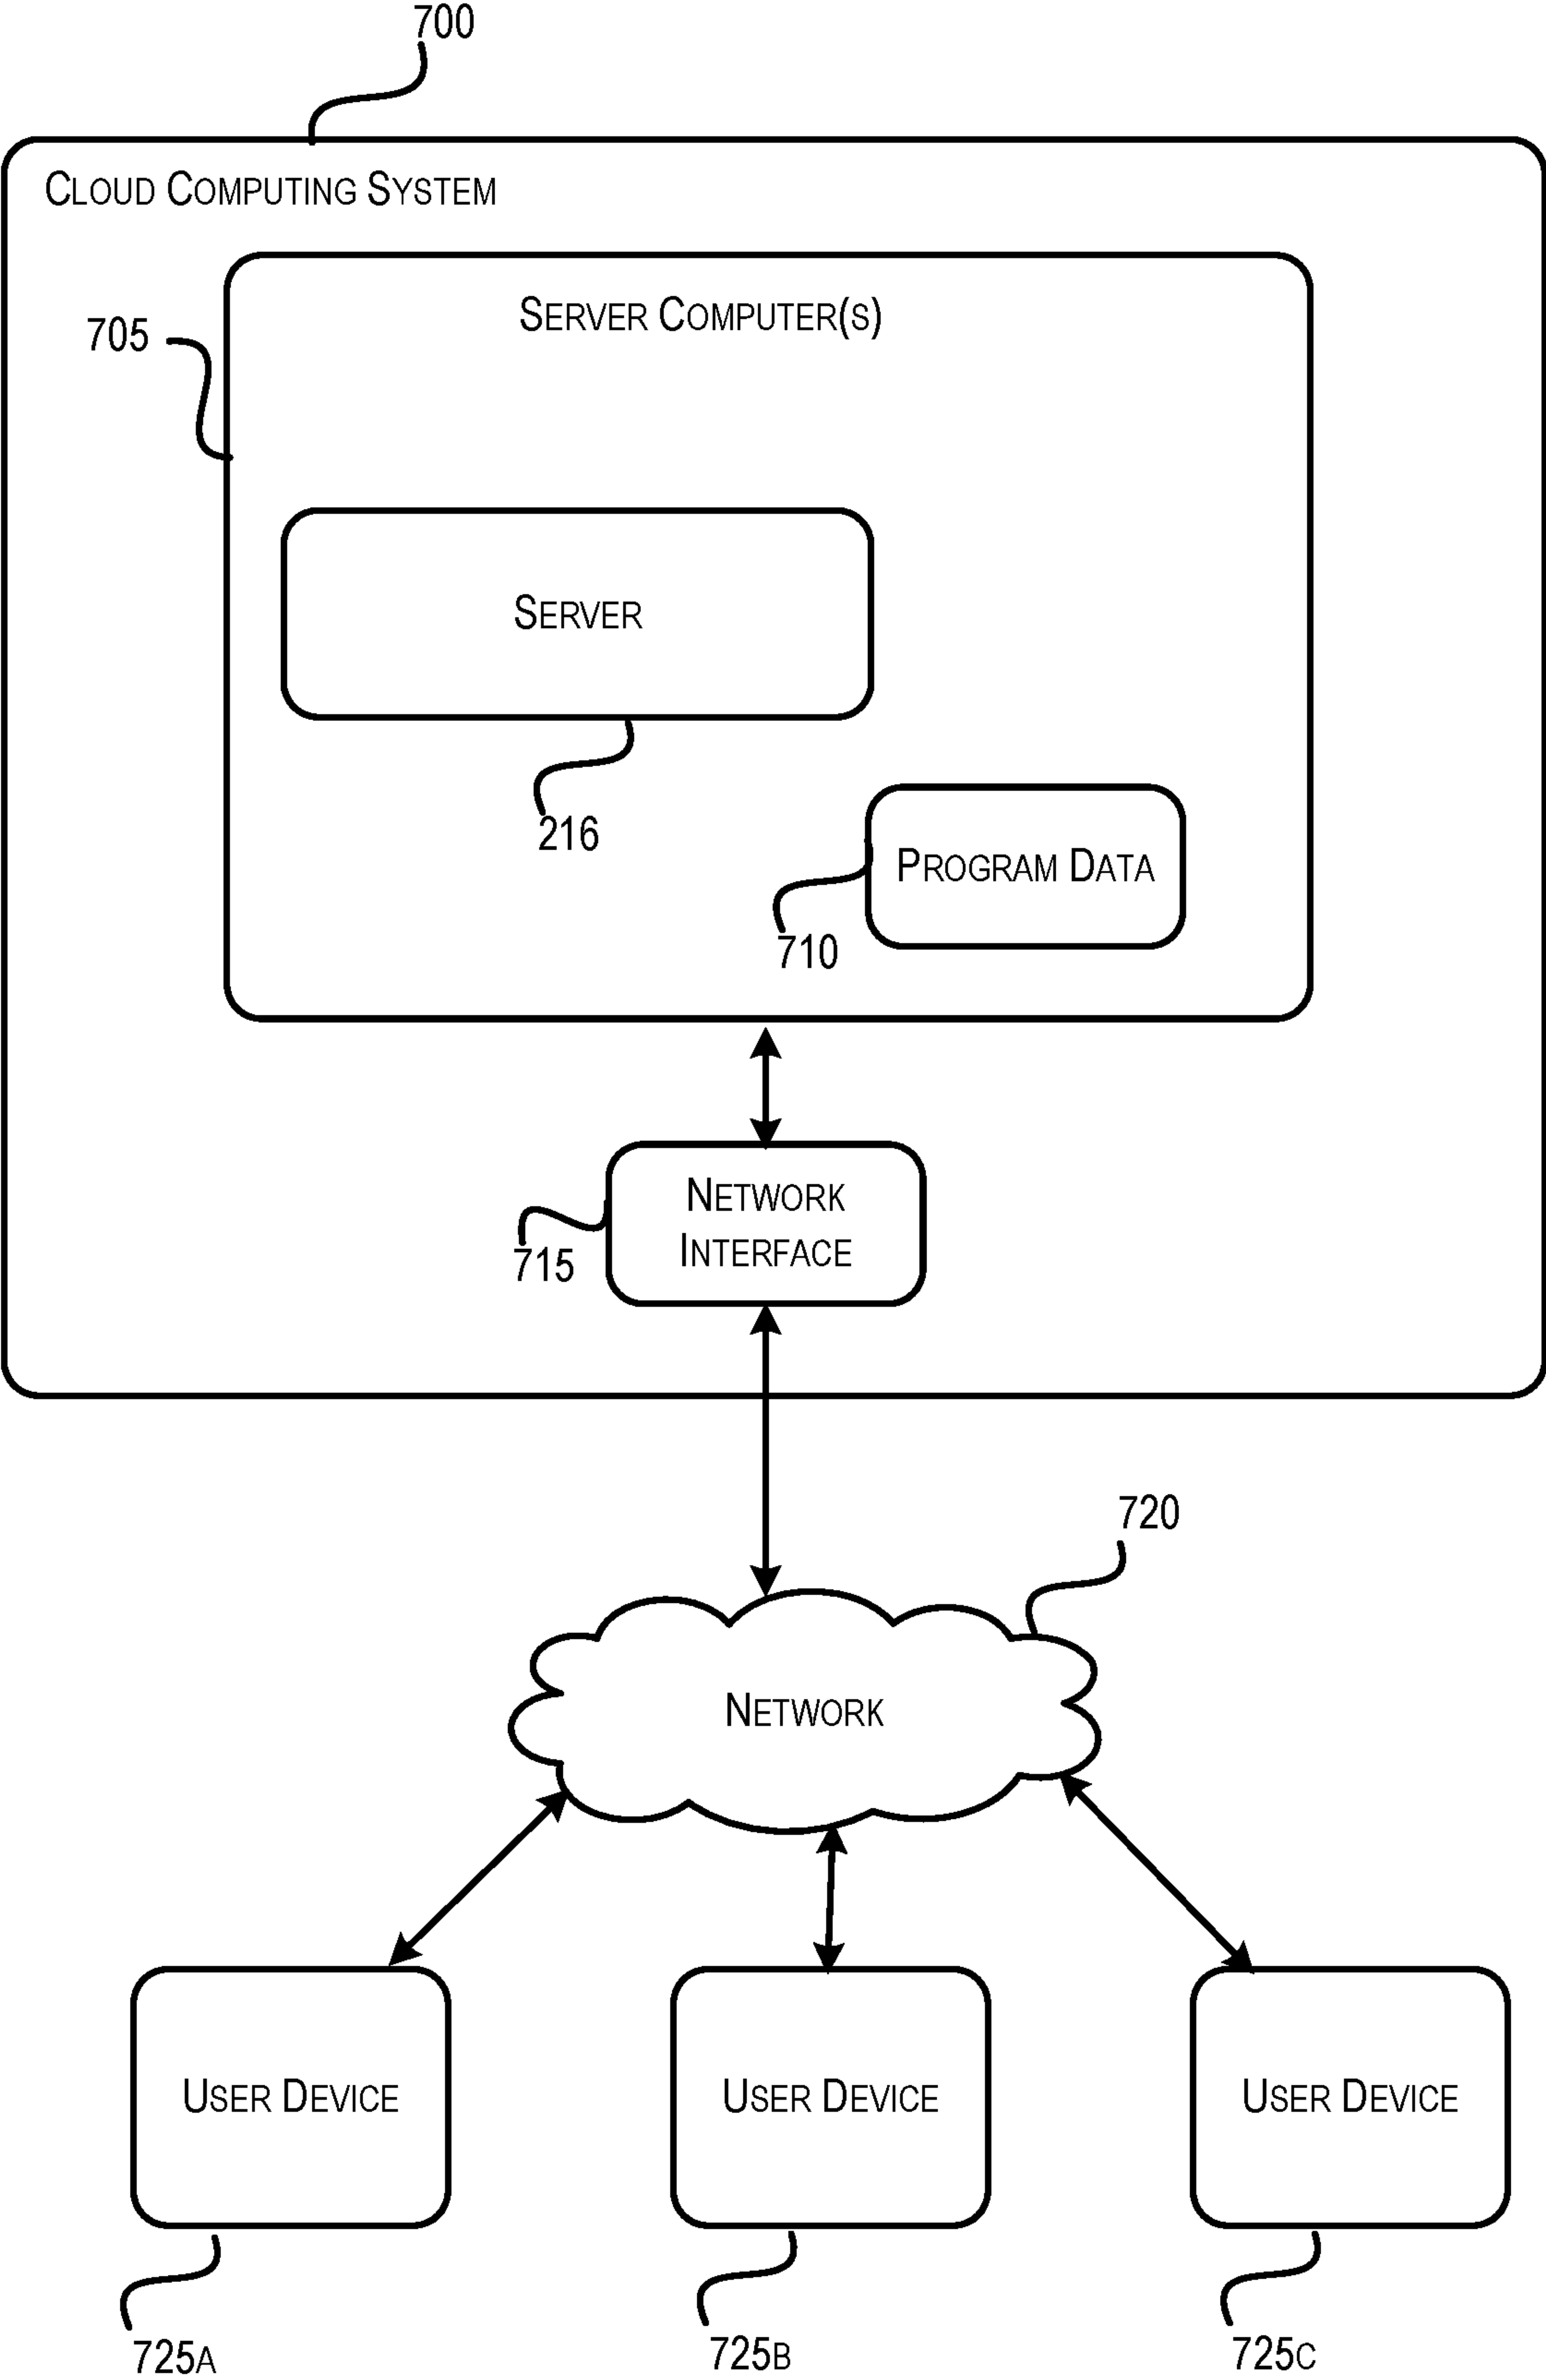 700
CLOUD COMPUTING SYSTEM
SERVER COMPUTER(S)
705
SERVER
216
PROGRAM DATA
710
NETWORK
INTERFACE
715
720
NETWORK
USER DEVICE
USER DEVICE
USER DEVICE
725A
725B
725C